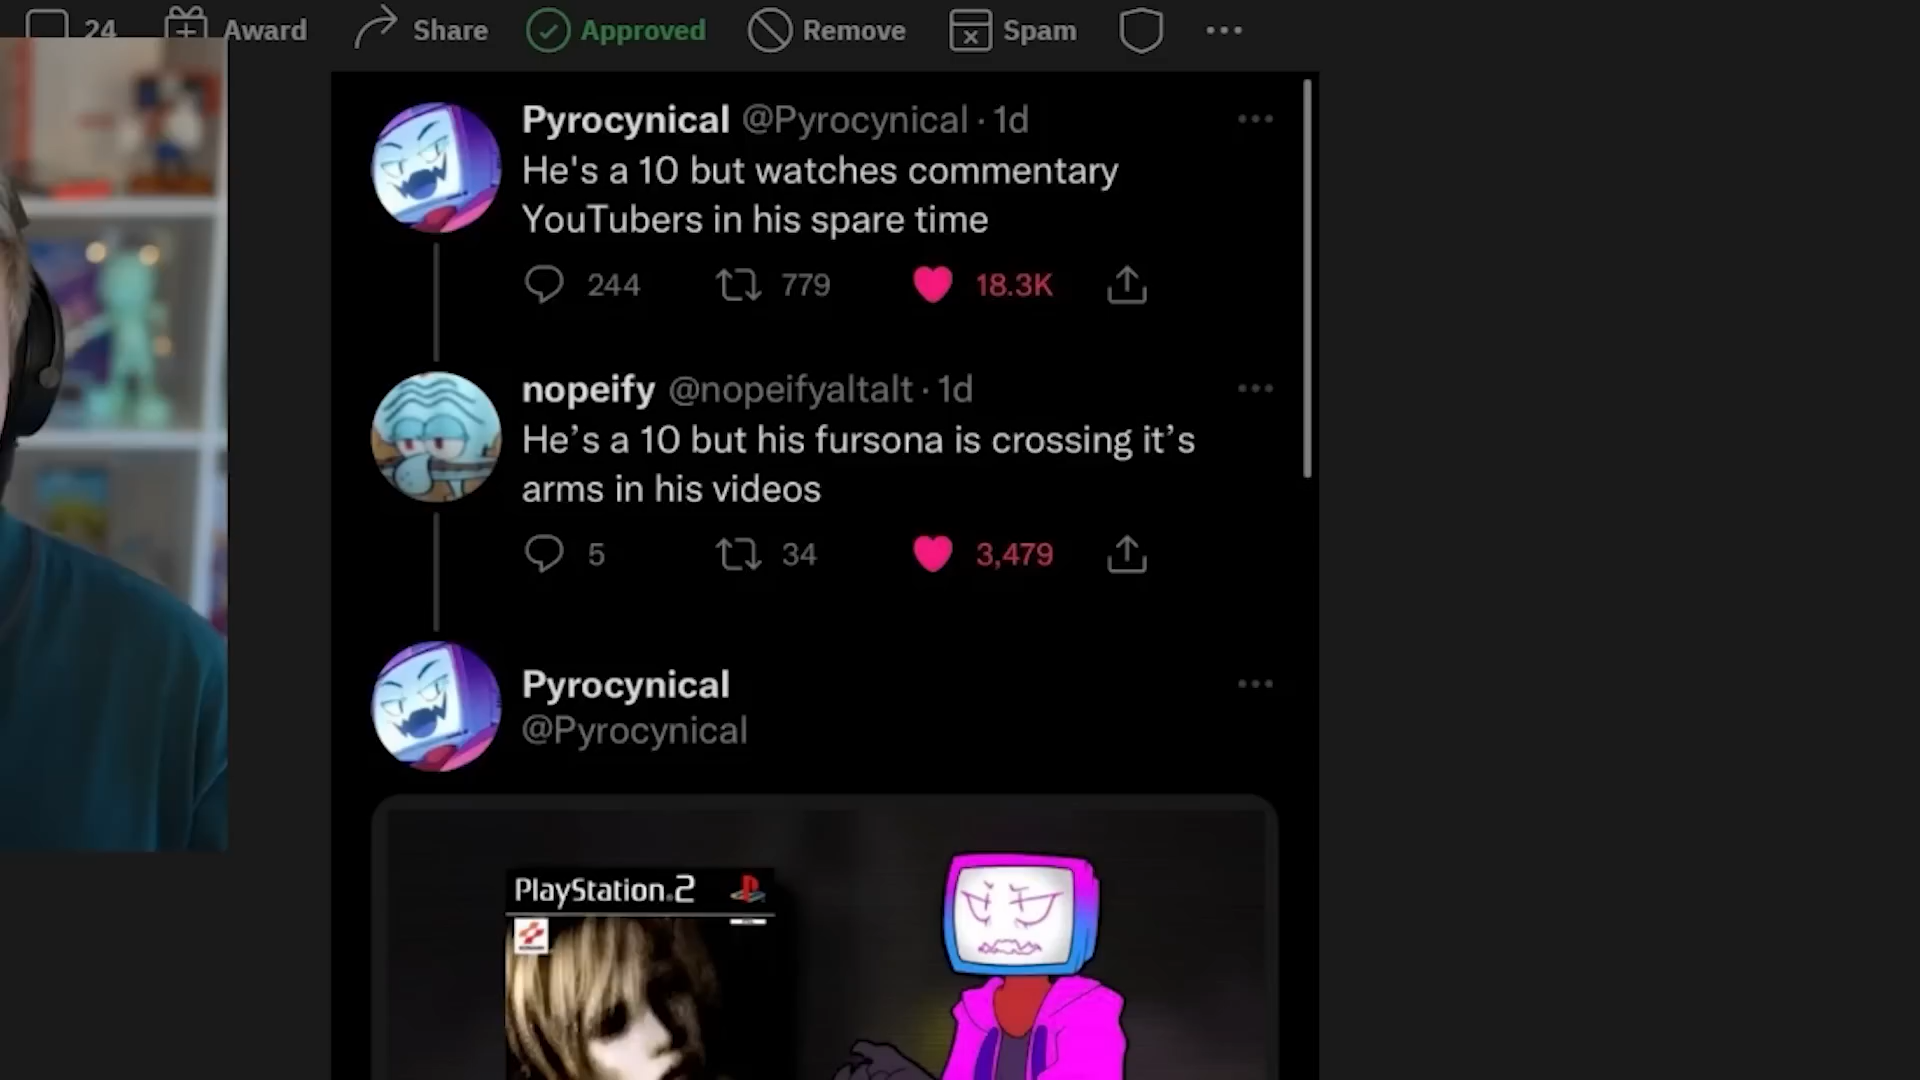 24 Award Share Approved Remove Spam
Pyrocynical @Pyrocynical · 1d
He's a 10 but watches commentary
YouTubers in his spare time
244 779 18.3K
nopeify @nopeifyaltalt · 1d
He’s a 10 but his fursona is crossing it’s
arms in his videos
5 34 3,479
Pyrocynical
@Pyrocynical
PlayStation.2
KONAMI